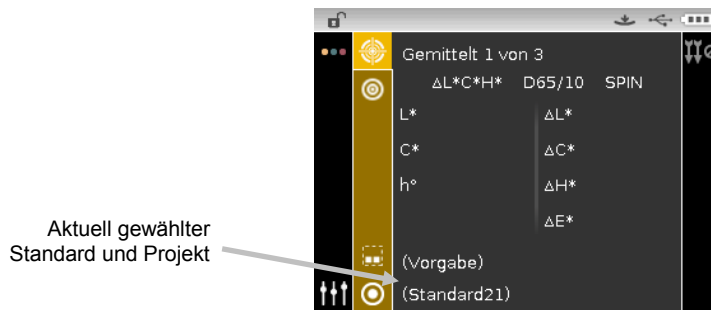 Gemittelt 1 von 3
ΔL*C*H* D65/10 SPIN
L* ΔL*
C* ΔC*
h° ΔH*
ΔE*
Aktuell gewählter
Standard und Projekt
(Vorgabe)
(Standard21)